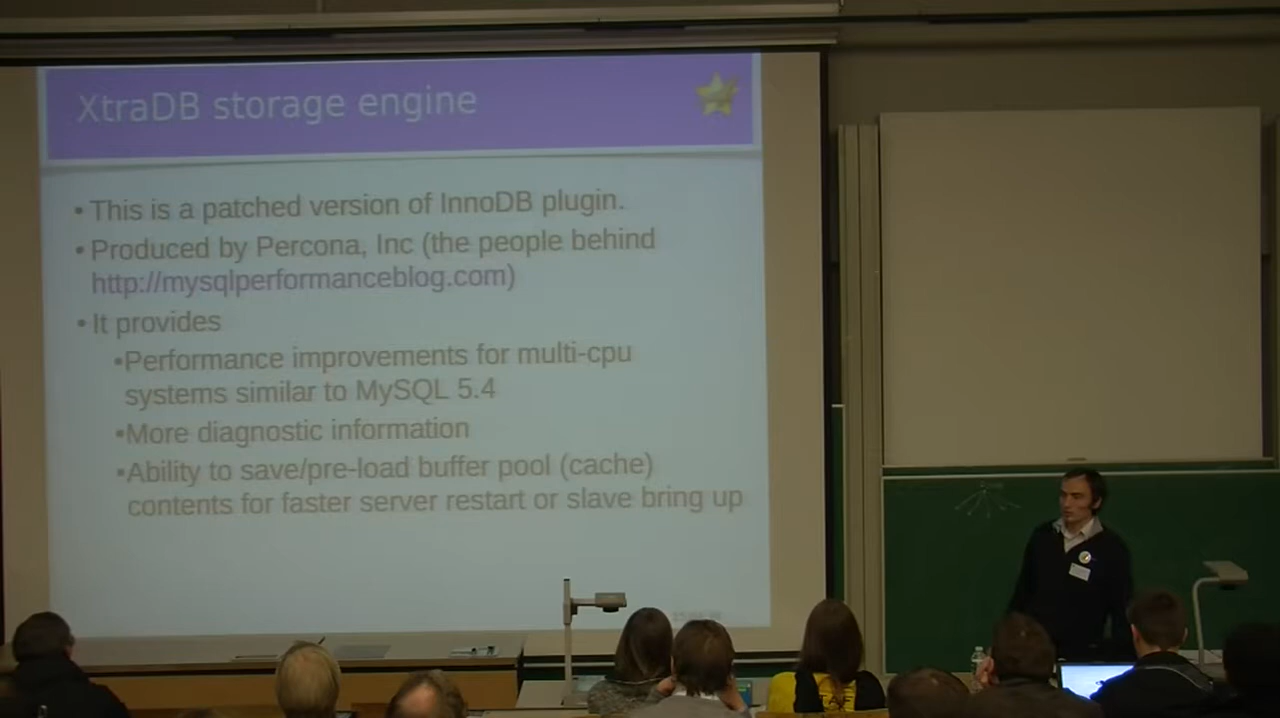 XtraDB storage engine
• This is a patched version of InnoDB plugin.
• Produced by Percona, Inc (the people behind
http://mysqlperformanceblog.com)
• It provides
▪Performance improvements for multi-cpu
systems similar to MySQL 5.4
▪More diagnostic information
▪Ability to save/pre-load buffer pool (cache)
contents for faster server restart or slave bring up